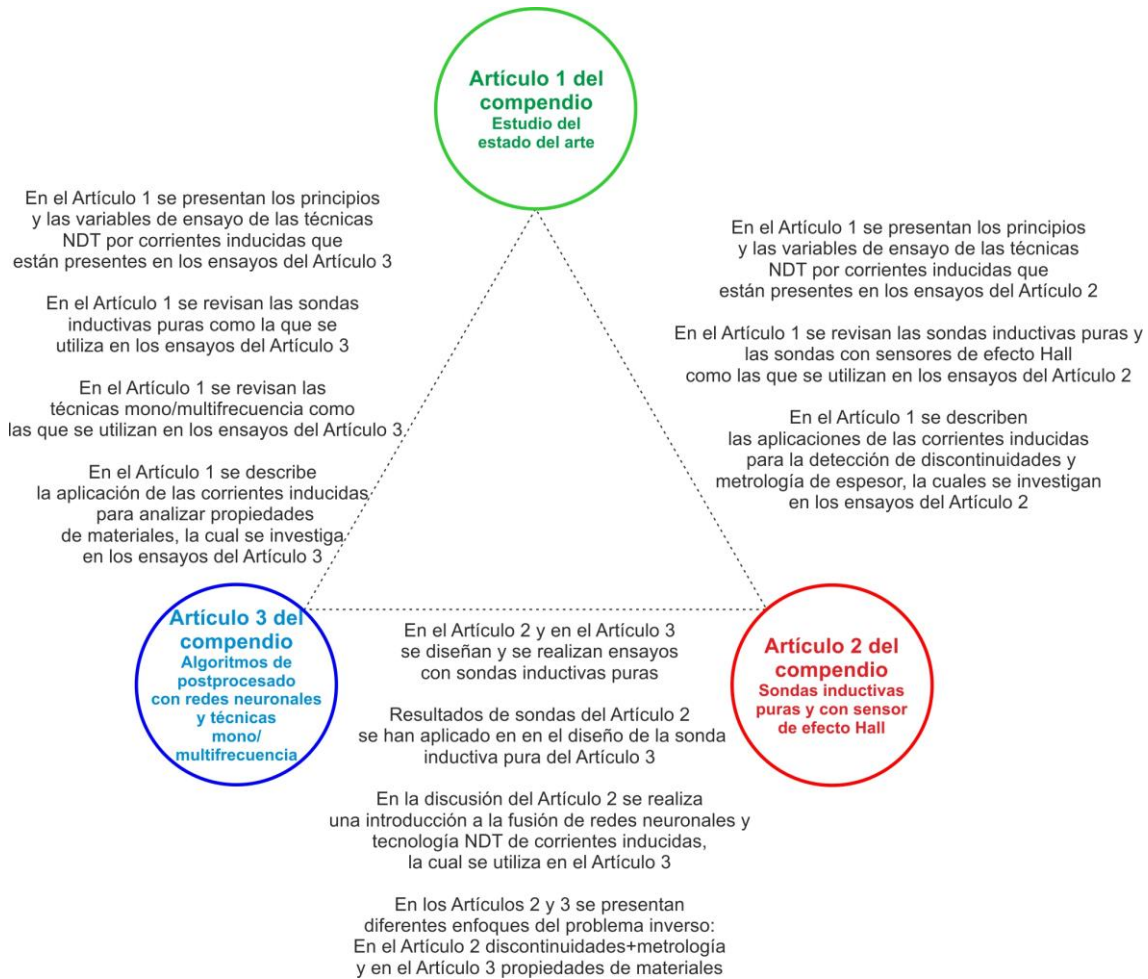 Artículo 1 del
compendio
Estudio del
estado del arte
En el Artículo 1 se presentan los principios
y las variables de ensayo de las técnicas
NDT por corrientes inducidas que
están presentes en los ensayos del Artículo 3
En el Artículo 1 se revisan las sondas
inductivas puras como la que se
utiliza en los ensayos del Artículo 3
En el Artículo 1 se revisan las
técnicas mono/multifrecuencia como
las que se utilizan en los ensayos del Artículo 3
En el Artículo 1 se describe
la aplicación de las corrientes inducidas
para analizar propiedades
de materiales, la cual se investiga
en los ensayos del Artículo 3
En el Artículo 1 se presentan los principios
y las variables de ensayo de las técnicas
NDT por corrientes inducidas que
están presentes en los ensayos del Artículo 2
En el Artículo 1 se revisan las sondas inductivas puras y
las sondas con sensores de efecto Hall
como las que se utilizan en los ensayos del Artículo 2
En el Artículo 1 se describen
las aplicaciones de las corrientes inducidas
para la detección de discontinuidades y
metrología de espesor, la cuales se investigan
en los ensayos del Artículo 2
Artículo 3 del
compendio
Algoritmos de
postprocesado
con redes neuronales
y técnicas
mono/
multifrecuencia
En el Artículo 2 y en el Artículo 3
se diseñan y se realizan ensayos
con sondas inductivas puras
Resultados de sondas del Artículo 2
se han aplicado en en el diseño de la sonda
inductiva pura del Artículo 3
En la discusión del Artículo 2 se realiza
una introducción a la fusión de redes neuronales y
tecnología NDT de corrientes inducidas,
la cual se utiliza en el Artículo 3
En los Artículos 2 y 3 se presentan
diferentes enfoques del problema inverso:
En el Artículo 2 discontinuidades+metrología
y en el Artículo 3 propiedades de materiales
Artículo 2 del
compendio
Sondas inductivas
puras y con sensor
de efecto Hall